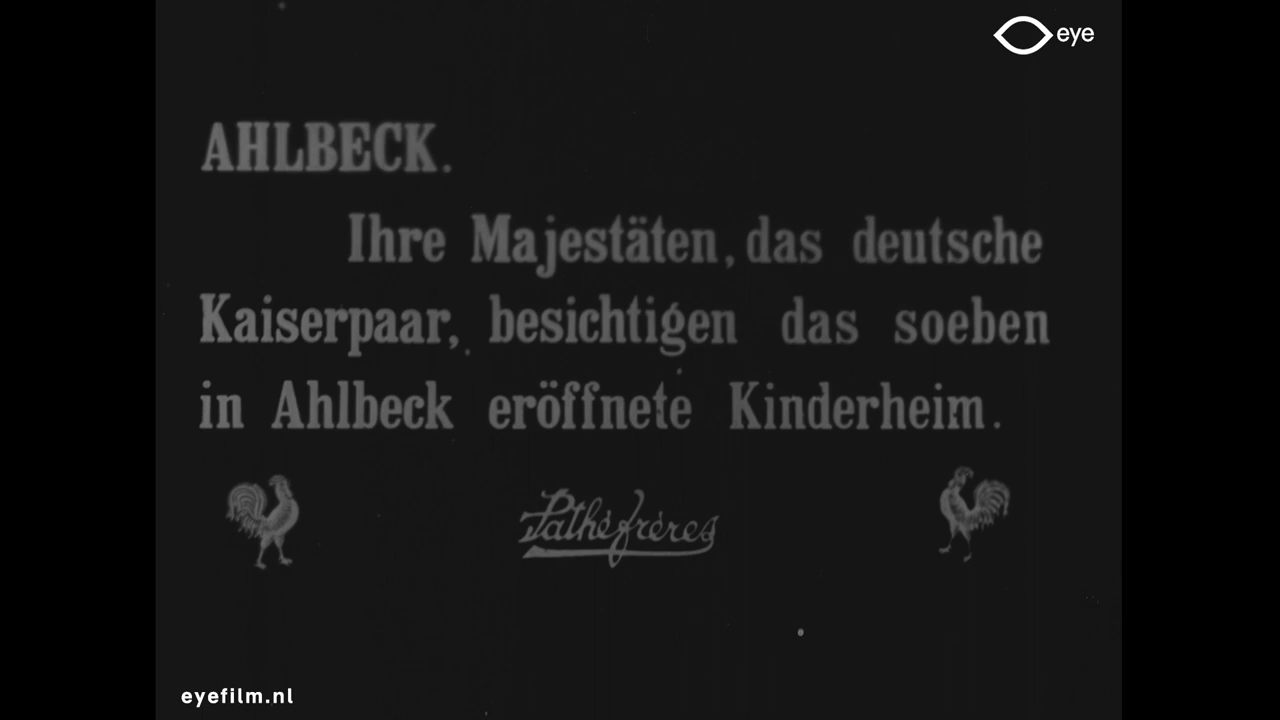 eye
AHLBECK.
Ihre Majestäten, das deutsche
Kaiserpaar, besichtigen das soeben
in Ahlbeck eröffnete Kinderheim.
Pathé frères
eyefilm.nl